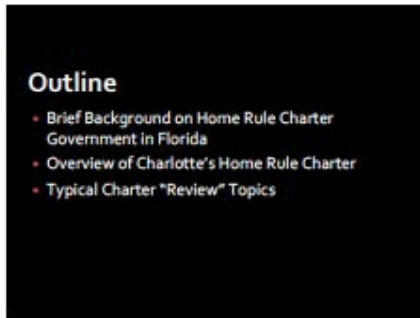 Outline
• Brief Background on Home Rule Charter
Government in Florida
• Overview of Charlotte's Home Rule Charter
• Typical Charter "Review" Topics